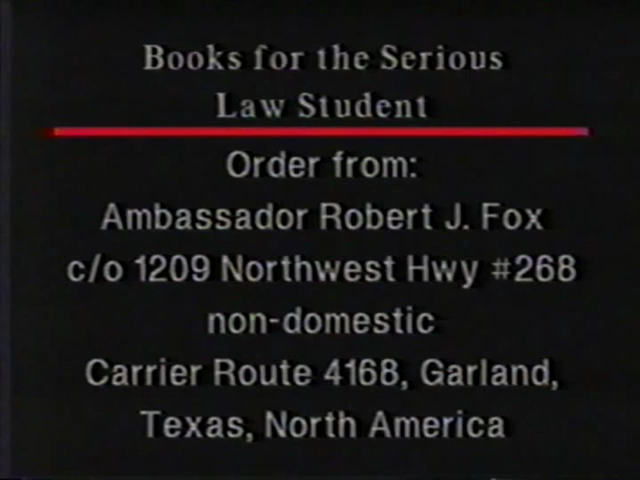 Books for the Serious
Law Student
Order from:
Ambassador Robert J. Fox
c/o 1209 Northwest Hwy #268
non-domestic
Carrier Route 4168, Garland,
Texas, North America